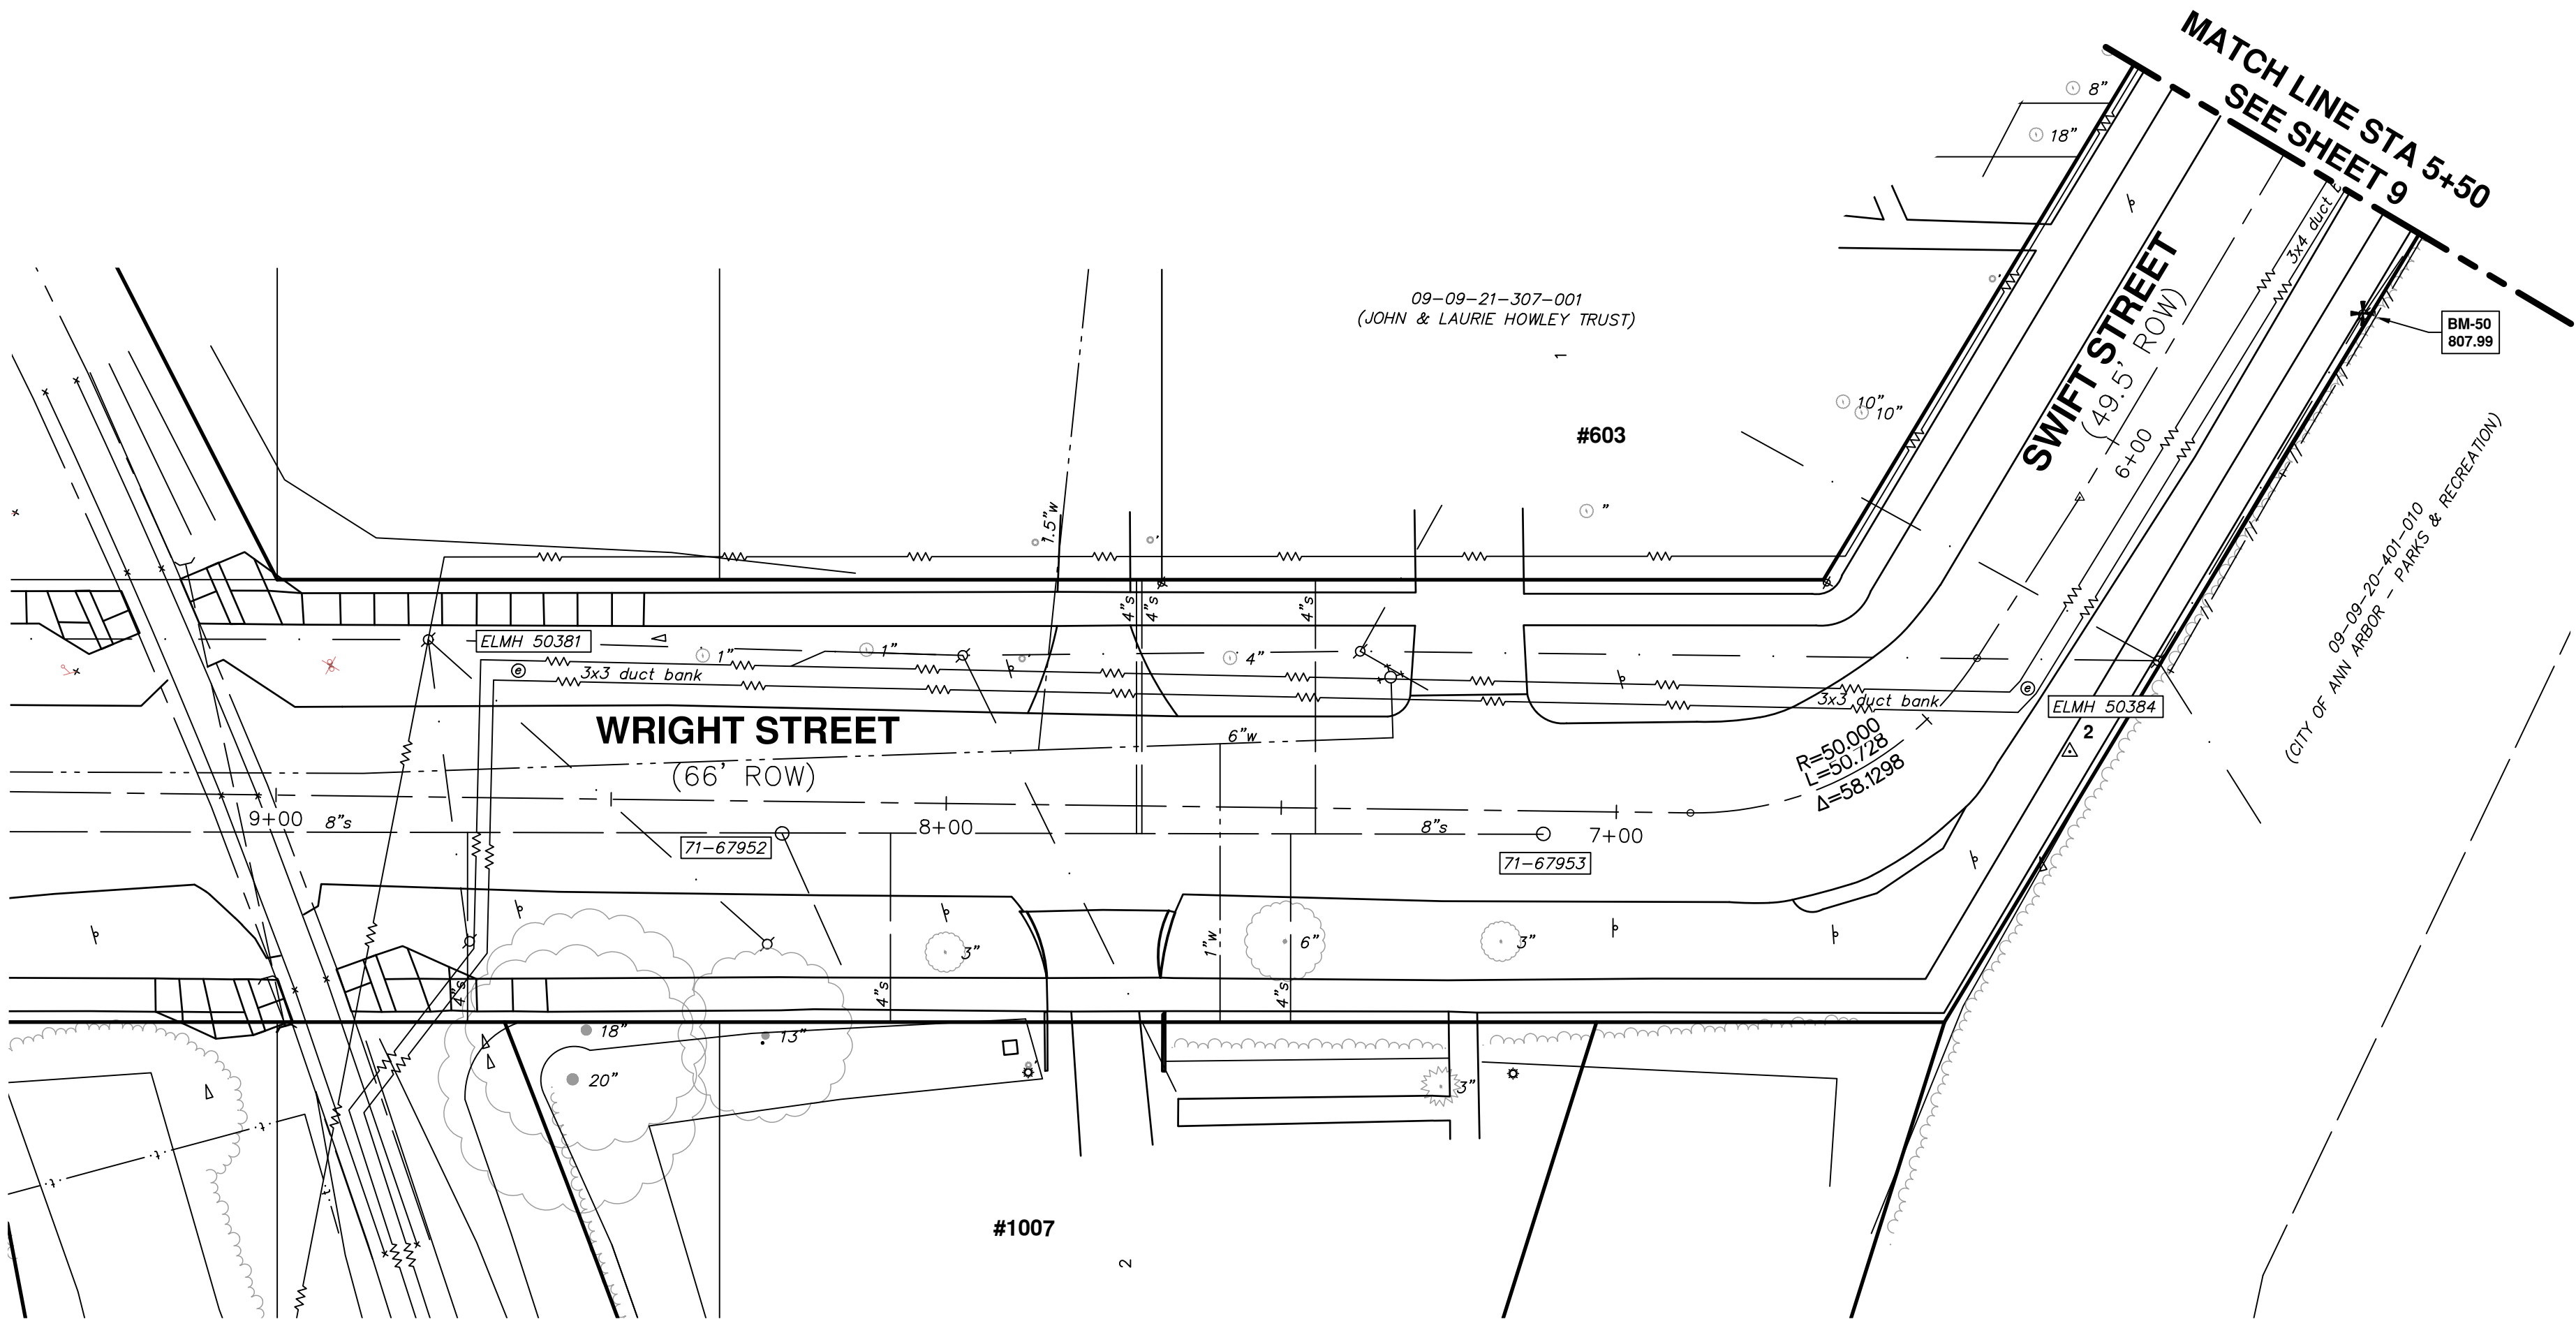 MATCH LINE STA 5+50
SEE SHEET 9
8"
18"
SWIFT STREET
(49.5' ROW)
3x4 duct
BM-50
807.99
09-09-21-307-001
(JOHN & LAURIE HOWLEY TRUST)
1
10"
10"
#603
6+00
09-09-20-401-010
(CITY OF ANN ARBOR - PARKS & RECREATION)
"
1.5"w
4"s
4"s
4"s
ELMH 50381
1"
1"
4"
3x3 duct bank
3x3 duct bank
ELMH 50384
2
WRIGHT STREET
(66' ROW)
6"w
R=50.000
L=50.728
Δ=58.1298
9+00
8"s
8+00
8"s
7+00
71-67952
71-67953
3"
1"w
6"
3"
4"s
4"s
4"s
18"
13"
20"
3"
#1007
2